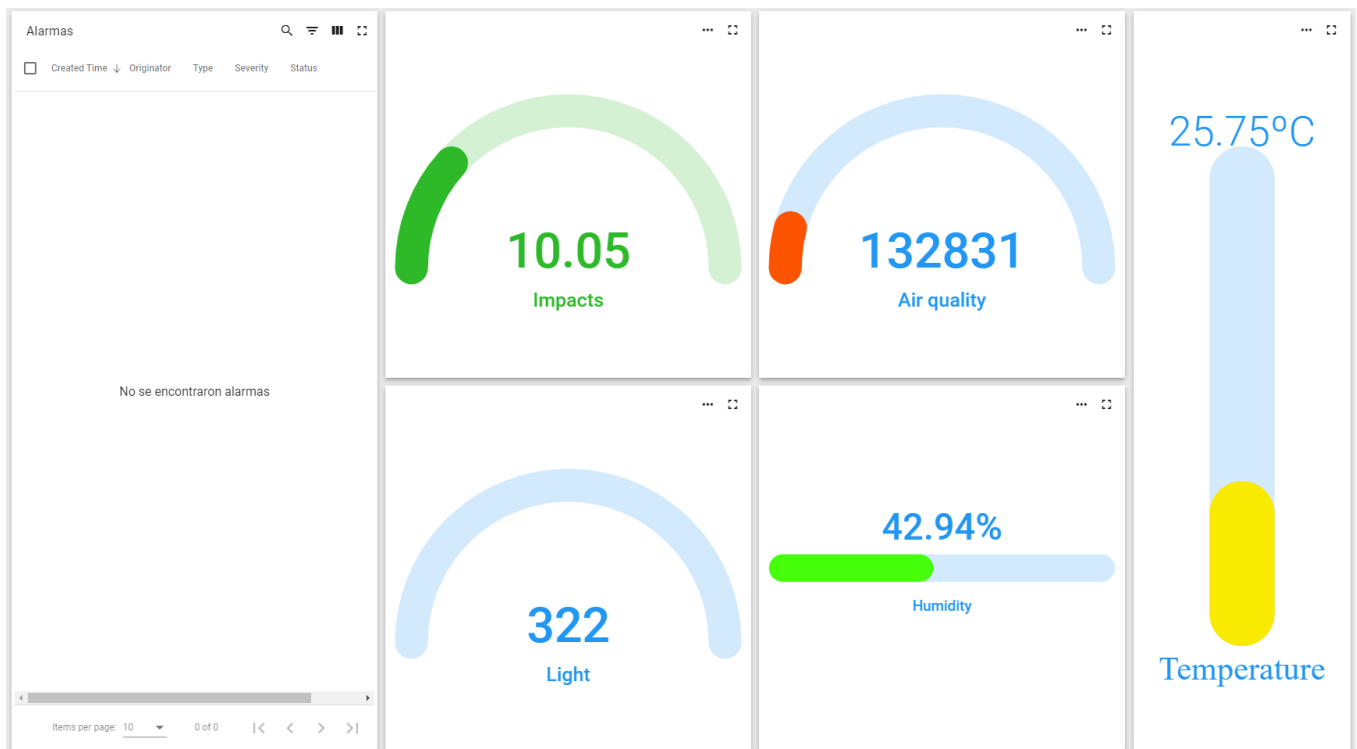 Alarmas
Created Time Originator Type Severity Status
No se encontraron alarmas
Items per page: 10 0 of 0
10.05
Impacts
132831
Air quality
322
Light
42.94%
Humidity
25.75ºC
Temperature